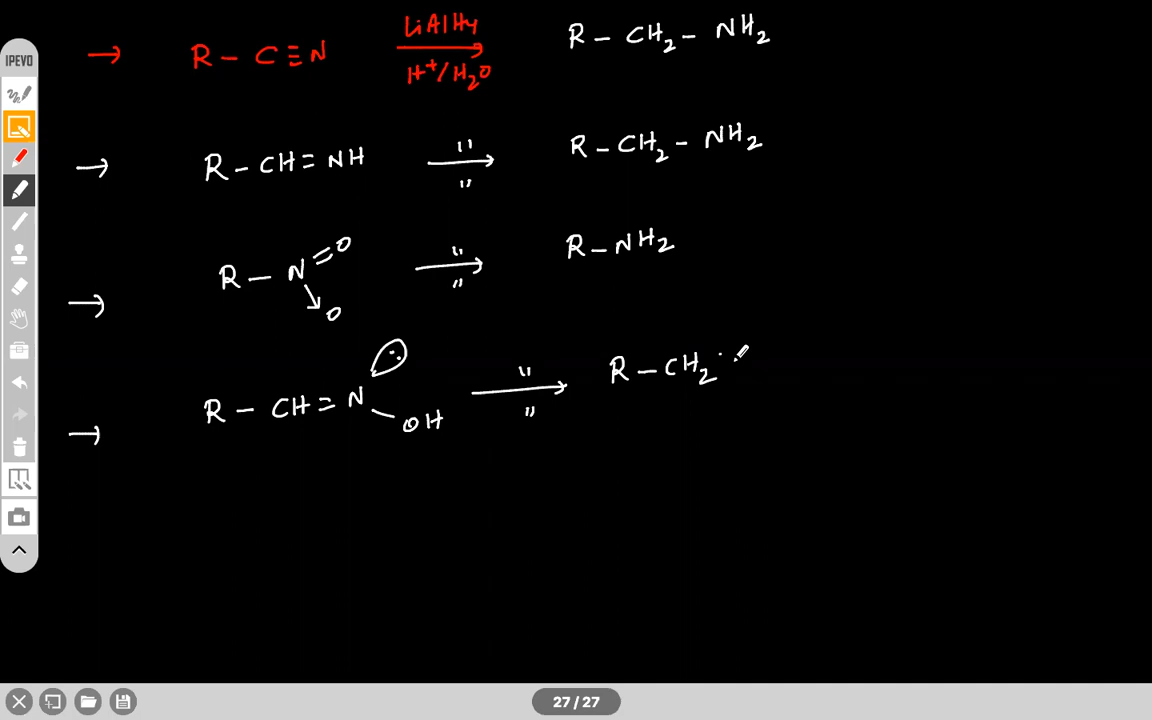 IPEVO
→ R – C ≡ N LiAlH4 H+/H2O R – CH2 – NH2
→ R – CH = NH " " R – CH2 – NH2
→ R – N = O → O " " R – NH2
→ R – CH = N : – OH " " R – CH2
27 / 27